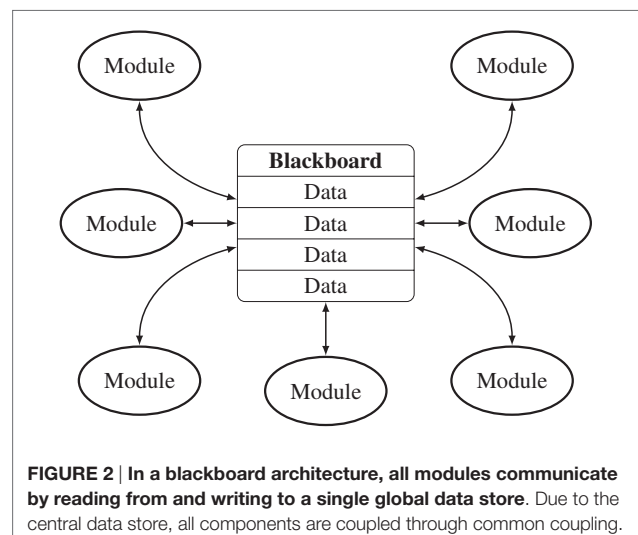 Module
Module
Blackboard
Data
Module
Data
Module
Data
Data
Module
Module
Module
FIGURE 2 | In a blackboard architecture, all modules communicate
by reading from and writing to a single global data store. Due to the
central data store, all components are coupled through common coupling.